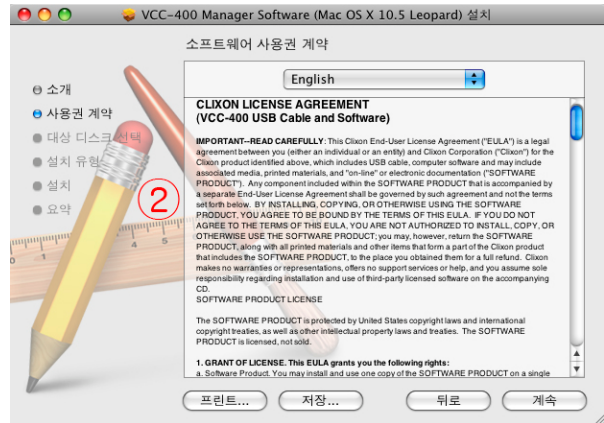 VCC-400 Manager Software (Mac OS X 10.5 Leopard) 설치
소프트웨어 사용권 계약
소개
사용권 계약
대상 디스크 선택
설치 유형
설치
요약
②
English
CLIXON LICENSE AGREEMENT
(VCC-400 USB Cable and Software)
IMPORTANT--READ CAREFULLY: This Clixon End-User License Agreement ("EULA") is a legal
agreement between you (either an individual or an entity) and Clixon Corporation ("Clixon") for the
Clixon product identified above, which includes USB cable, computer software and may include
associated media, printed materials, and "on-line" or electronic documentation ("SOFTWARE
PRODUCT"). Any component included within the SOFTWARE PRODUCT that is accompanied by
a separate End-User License Agreement shall be governed by such agreement and not the terms
set forth below. BY INSTALLING, COPYING, OR OTHERWISE USING THE SOFTWARE
PRODUCT, YOU AGREE TO BE BOUND BY THE TERMS OF THIS EULA. IF YOU DO NOT
AGREE TO THE TERMS OF THIS EULA, YOU ARE NOT AUTHORIZED TO INSTALL, COPY, OR
OTHERWISE USE THE SOFTWARE PRODUCT; you may, however, return the SOFTWARE
PRODUCT, along with all printed materials and other items that form a part of the Clixon product
that includes the SOFTWARE PRODUCT, to the place you obtained them for a full refund. Clixon
makes no warranties or representations, offers no support services or help, and you assume sole
responsibility regarding installation and use of third-party licensed software on the accompanying
CD.
SOFTWARE PRODUCT LICENSE
The SOFTWARE PRODUCT is protected by United States copyright laws and international
copyright treaties, as well as other intellectual property laws and treaties. The SOFTWARE
PRODUCT is licensed, not sold.
1. GRANT OF LICENSE. This EULA grants you the following rights:
a. Software Product. You may install and use one copy of the SOFTWARE PRODUCT on a single
프린트... 저장... 뒤로 계속